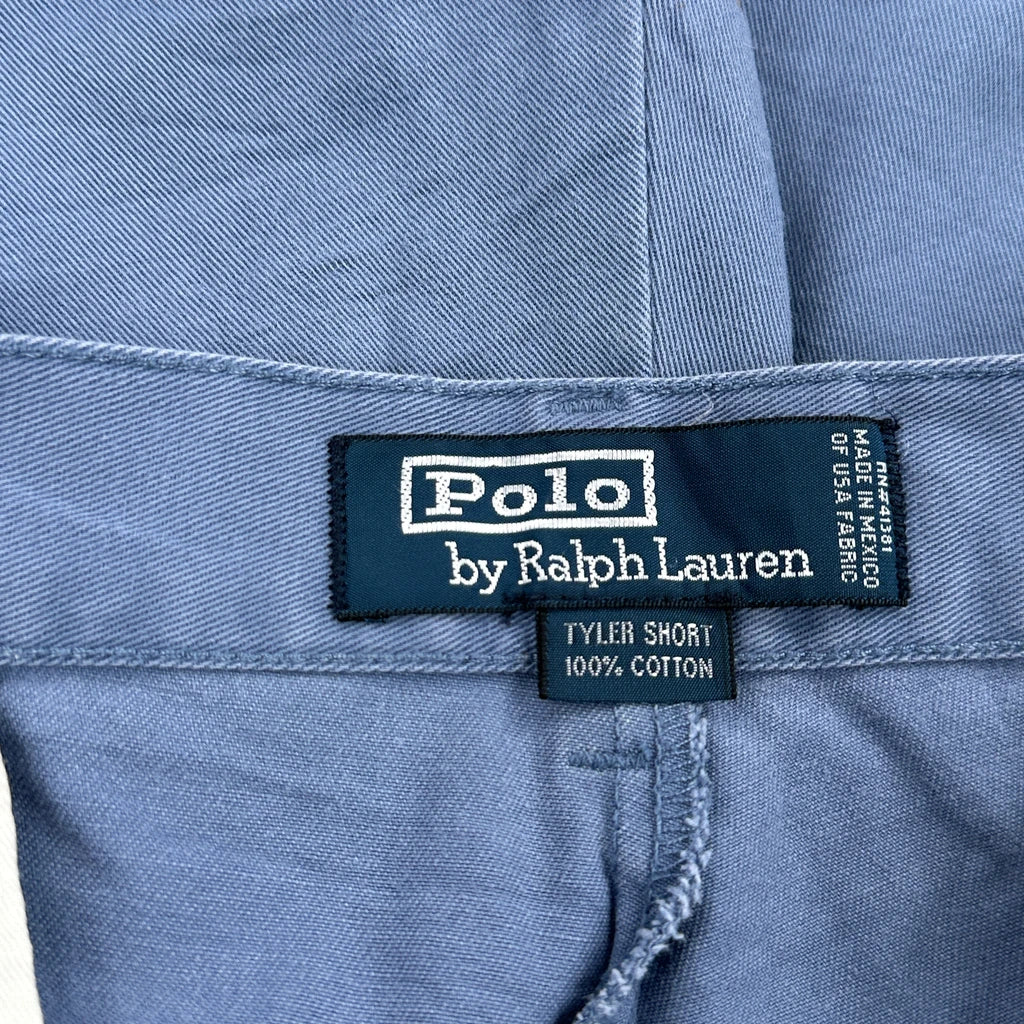 Polo
by Ralph Lauren
RN#41381
MADE IN MEXICO
OF USA FABRIC
TYLER SHORT
100% COTTON